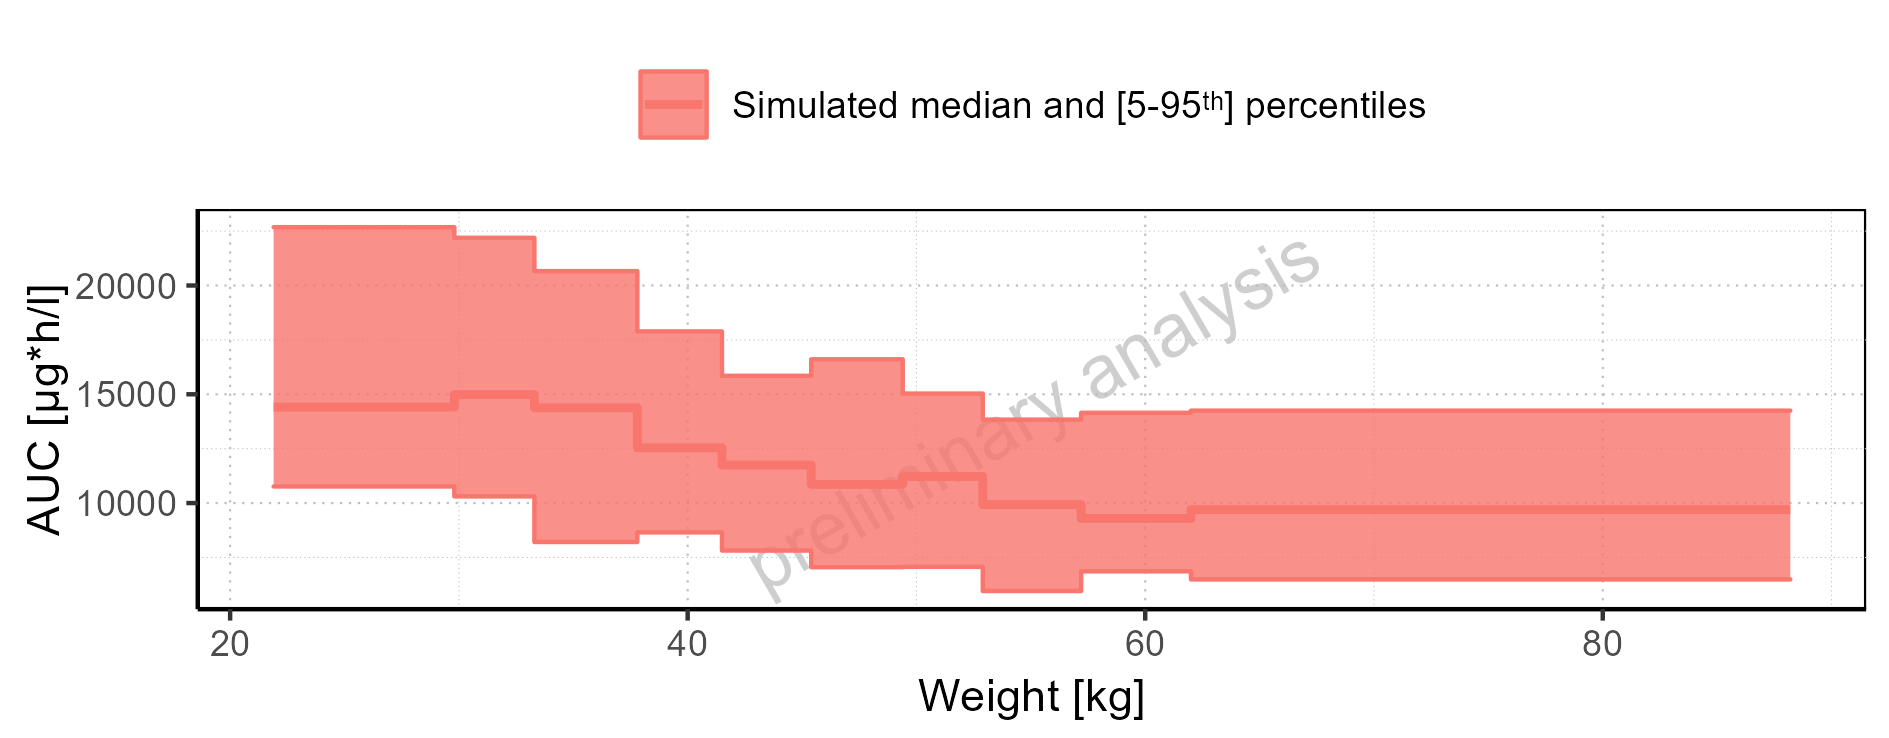 Simulated median and [5-95th] percentiles
AUC [µg*h/l]
20000
15000
10000
preliminary analysis
20 40 60 80
Weight [kg]